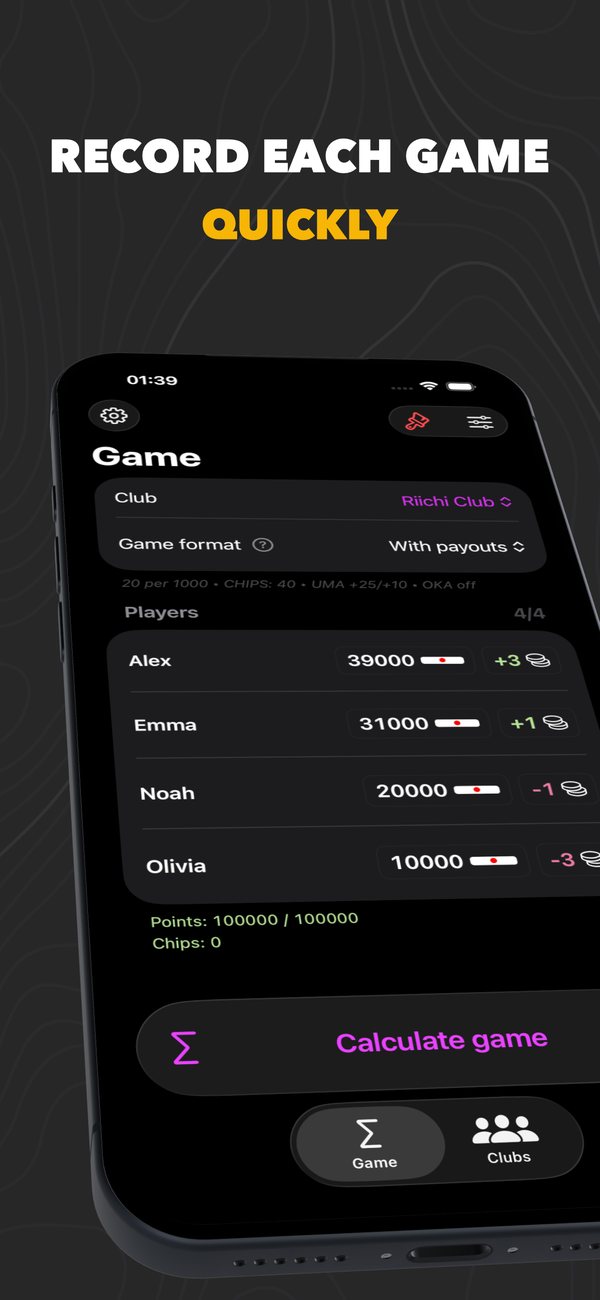 RECORD EACH GAME
QUICKLY
01:39
Game
Club Riichi Club
Game format ? With payouts
20 per 1000 • CHIPS: 40 • UMA +25/+10 • OKA off
Players 4/4
Alex 39000 +3
Emma 31000 +1
Noah 20000 -1
Olivia 10000 -3
Points: 100000 / 100000
Chips: 0
Σ Calculate game
Σ
Game Clubs